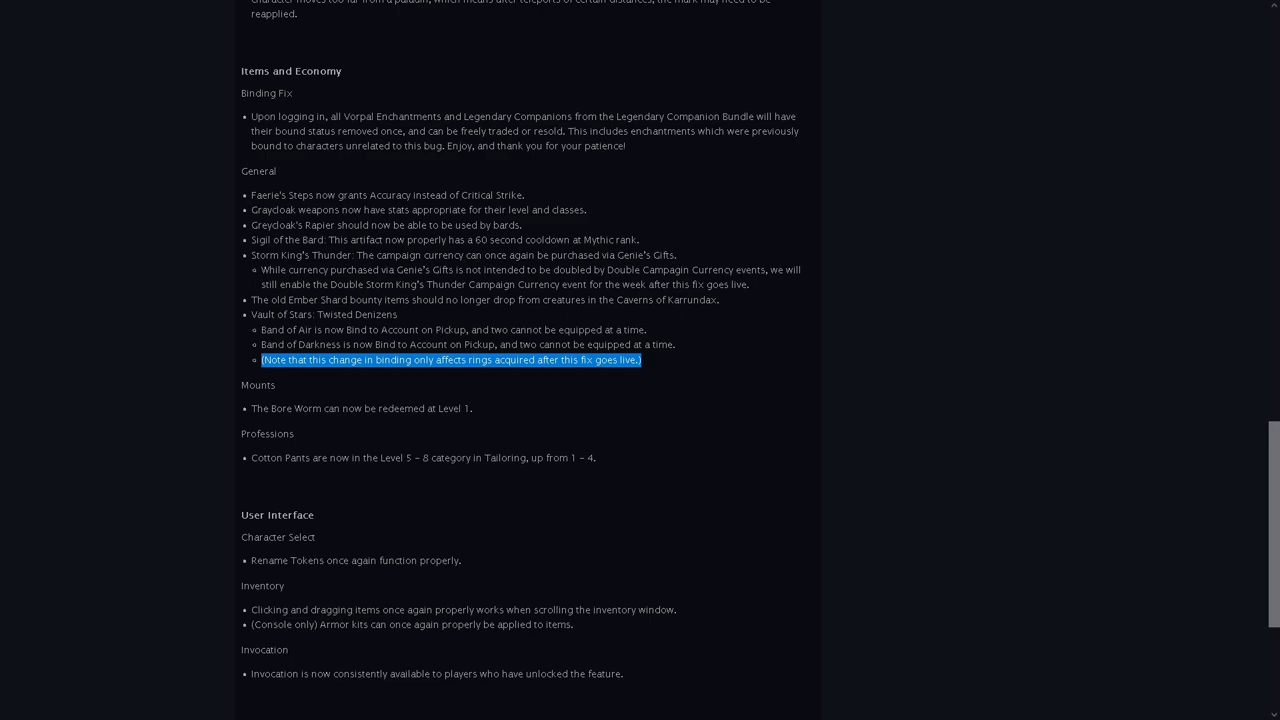 character moves too far from a paladin, which means after teleports of certain distances, the mark may need to be
reapplied.
Items and Economy
Binding Fix
• Upon logging in, all Vorpal Enchantments and Legendary Companions from the Legendary Companion Bundle will have
their bound status removed once, and can be freely traded or resold. This includes enchantments which were previously
bound to characters unrelated to this bug. Enjoy, and thank you for your patience!
General
• Faerie's Steps now grants Accuracy instead of Critical Strike.
• Graycloak weapons now have stats appropriate for their level and classes.
• Greycloak's Rapier should now be able to be used by bards.
• Sigil of the Bard: This artifact now properly has a 60 second cooldown at Mythic rank.
• Storm King's Thunder: The campaign currency can once again be purchased via Genie's Gifts.
◦ While currency purchased via Genie's Gifts is not intended to be doubled by Double Campagin Currency events, we will
still enable the Double Storm King's Thunder Campaign Currency event for the week after this fix goes live.
• The old Ember Shard bounty items should no longer drop from creatures in the Caverns of Karrundax.
• Vault of Stars: Twisted Denizens
◦ Band of Air is now Bind to Account on Pickup, and two cannot be equipped at a time.
◦ Band of Darkness is now Bind to Account on Pickup, and two cannot be equipped at a time.
◦ (Note that this change in binding only affects rings acquired after this fix goes live.)
Mounts
• The Bore Worm can now be redeemed at Level 1.
Professions
• Cotton Pants are now in the Level 5 – 8 category in Tailoring, up from 1 – 4.
User Interface
Character Select
• Rename Tokens once again function properly.
Inventory
• Clicking and dragging items once again properly works when scrolling the inventory window.
• (Console only) Armor kits can once again properly be applied to items.
Invocation
• Invocation is now consistently available to players who have unlocked the feature.